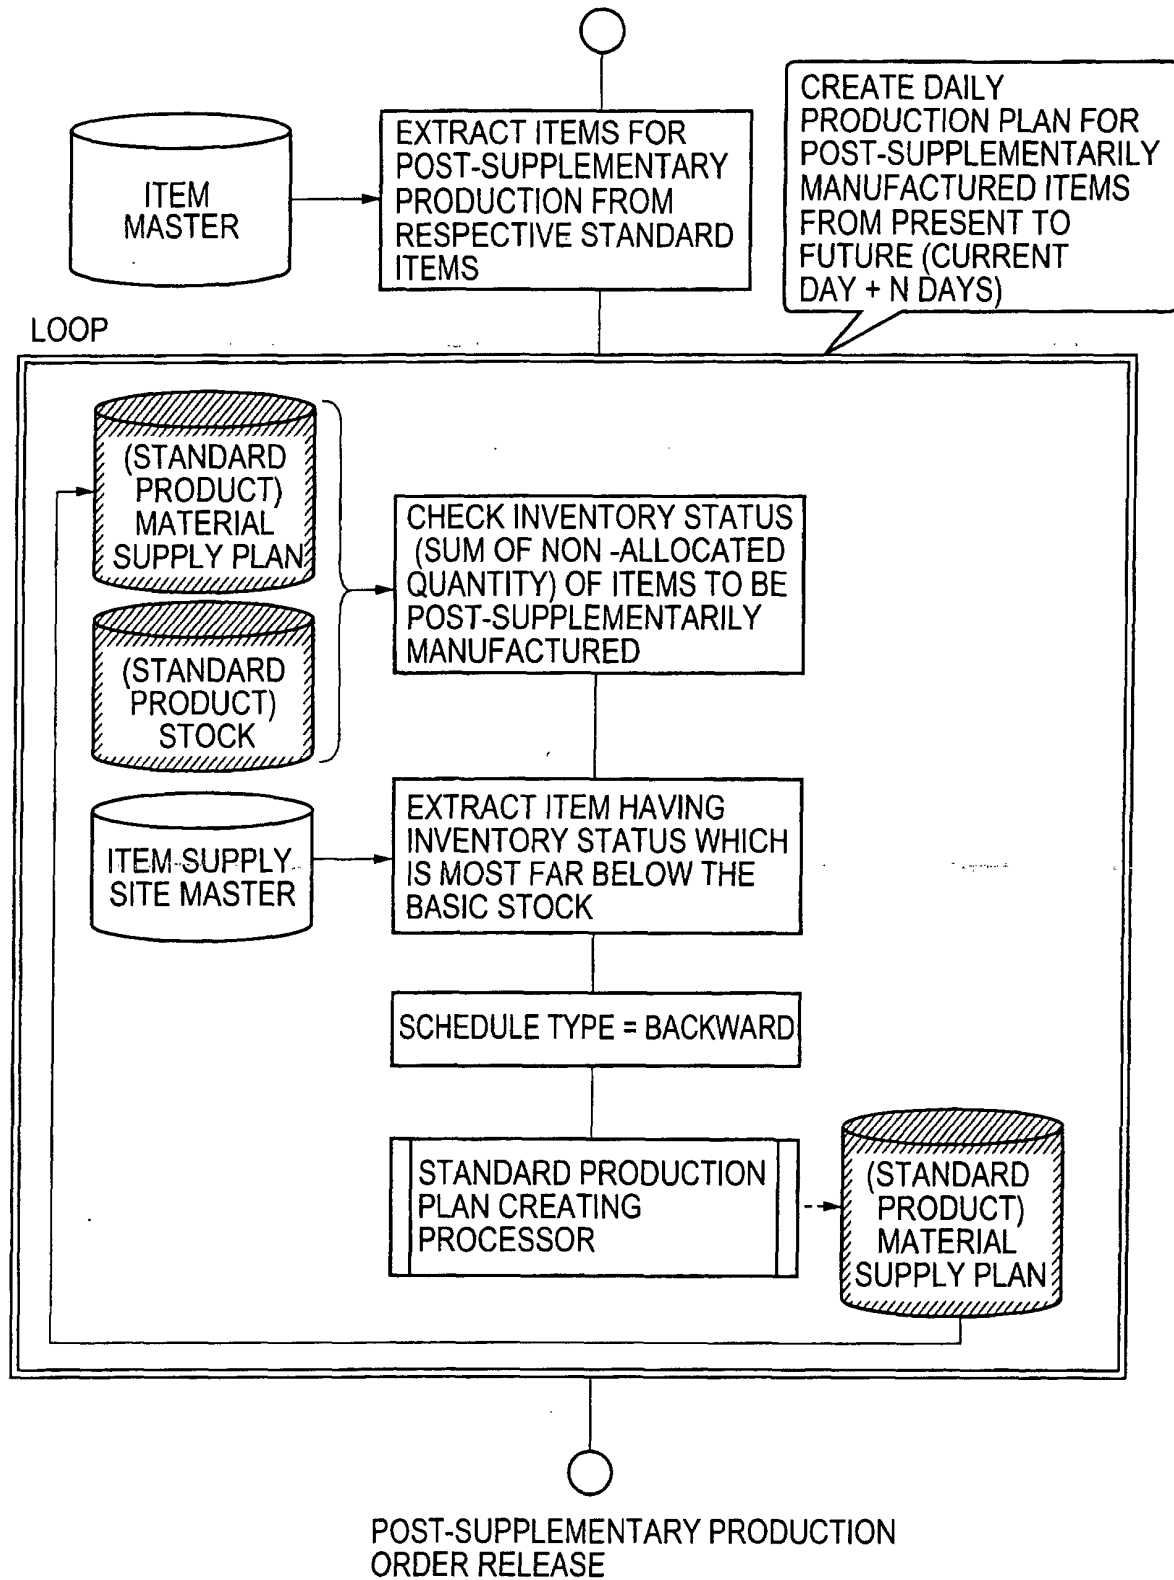 CREATE DAILY
PRODUCTION PLAN FOR
POST-SUPPLEMENTARILY
MANUFACTURED ITEMS
FROM PRESENT TO
FUTURE (CURRENT
DAY + N DAYS)
ITEM
MASTER
EXTRACT ITEMS FOR
POST-SUPPLEMENTARY
PRODUCTION FROM
RESPECTIVE STANDARD
ITEMS
LOOP
(STANDARD
PRODUCT)
MATERIAL
SUPPLY PLAN
(STANDARD
PRODUCT)
STOCK
CHECK INVENTORY STATUS
(SUM OF NON -ALLOCATED
QUANTITY) OF ITEMS TO BE
POST-SUPPLEMENTARILY
MANUFACTURED
ITEM-SUPPLY
SITE MASTER
EXTRACT ITEM HAVING
INVENTORY STATUS WHICH
IS MOST FAR BELOW THE
BASIC STOCK
SCHEDULE TYPE = BACKWARD
STANDARD PRODUCTION
PLAN CREATING
PROCESSOR
(STANDARD
PRODUCT)
MATERIAL
SUPPLY PLAN
POST-SUPPLEMENTARY PRODUCTION
ORDER RELEASE